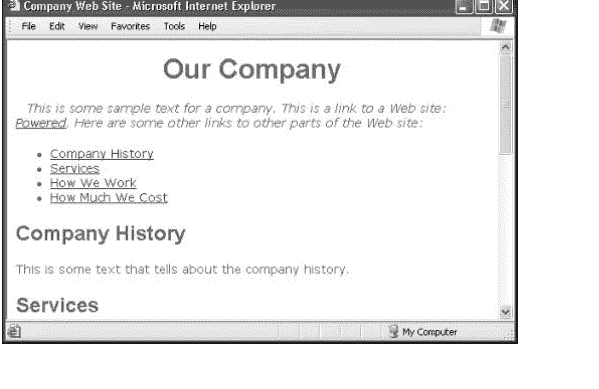 Company Web Site - Microsoft Internet Explorer
File Edit View Favorites Tools Help
Our Company
This is some sample text for a company. This is a link to a Web site:
Powered. Here are some other links to other parts of the Web site:
Company History
Services
How We Work
How Much We Cost
Company History
This is some text that tells about the company history.
Services
My Computer